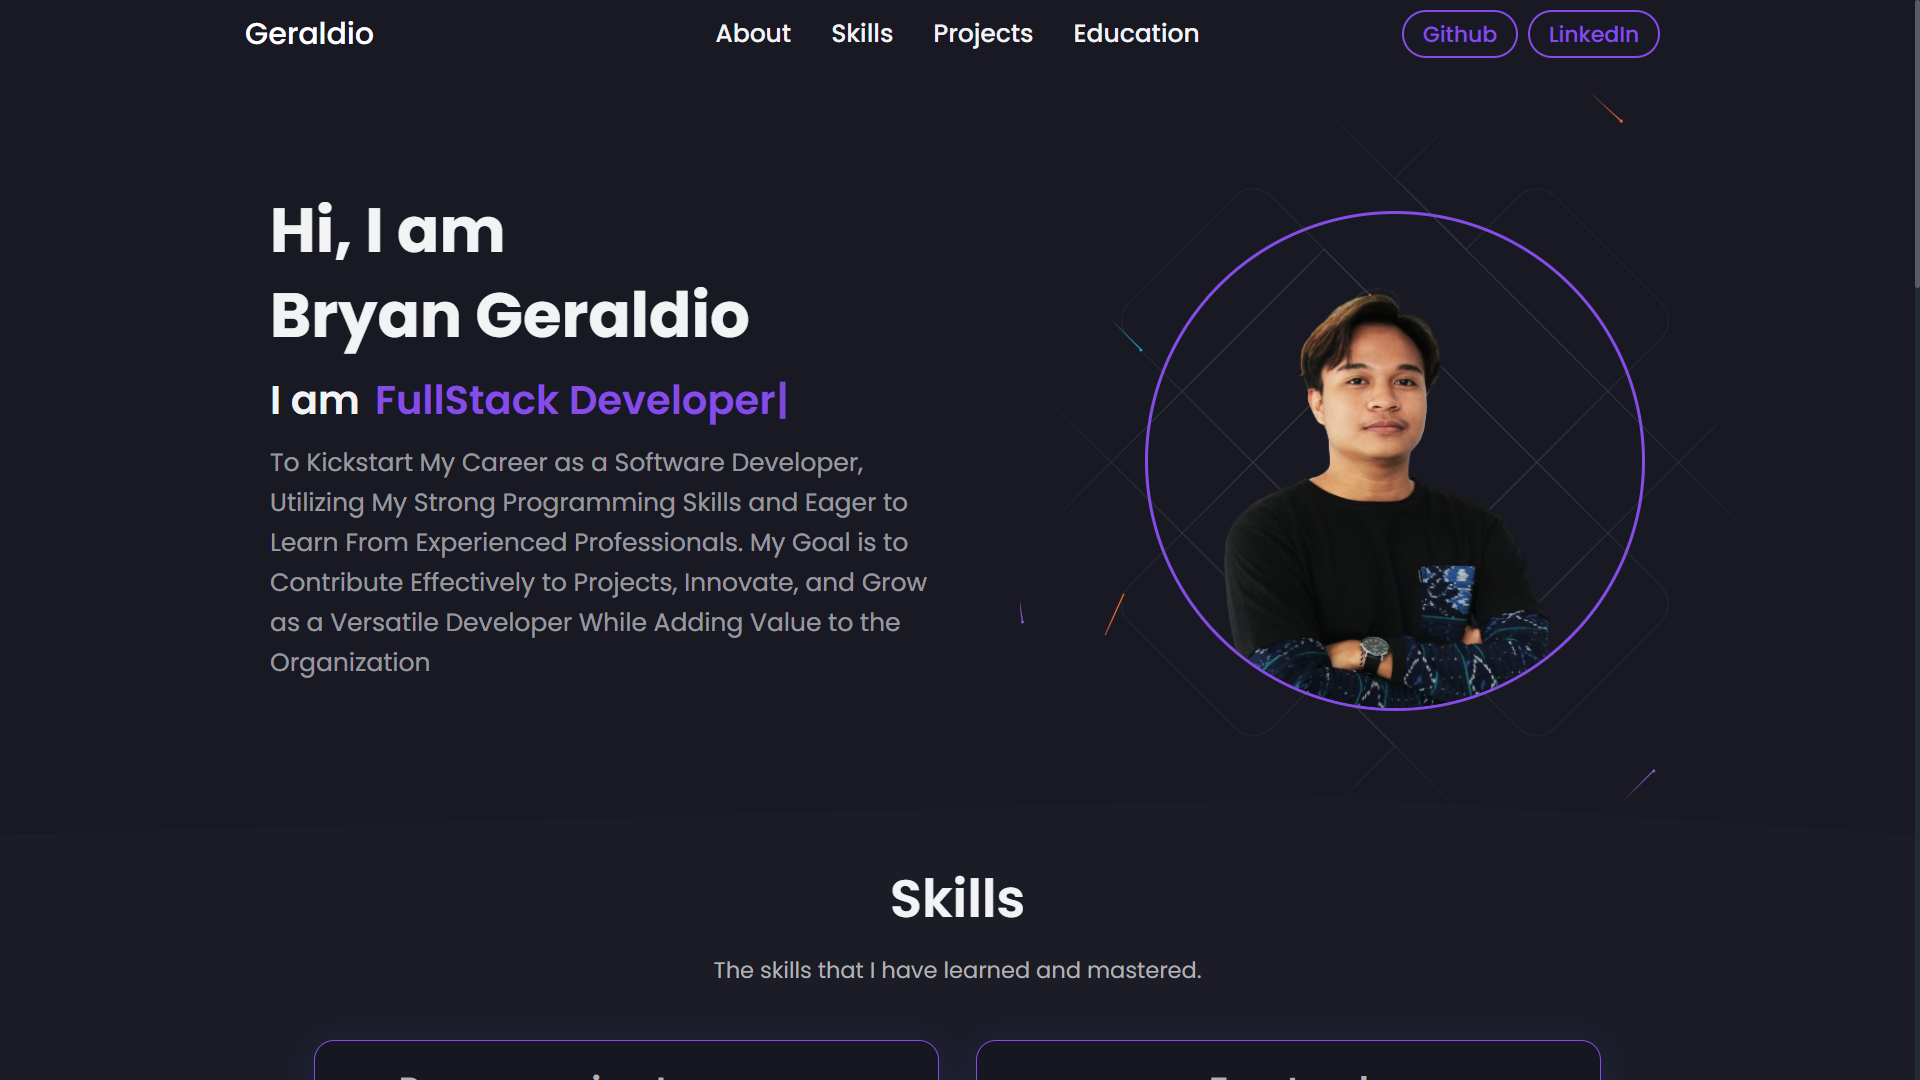 Geraldio
About
Skills
Projects
Education
Github
LinkedIn
Hi, I am
Bryan Geraldio
I am FullStack Developer|
To Kickstart My Career as a Software Developer,
Utilizing My Strong Programming Skills and Eager to
Learn From Experienced Professionals. My Goal is to
Contribute Effectively to Projects, Innovate, and Grow
as a Versatile Developer While Adding Value to the
Organization
Skills
The skills that I have learned and mastered.